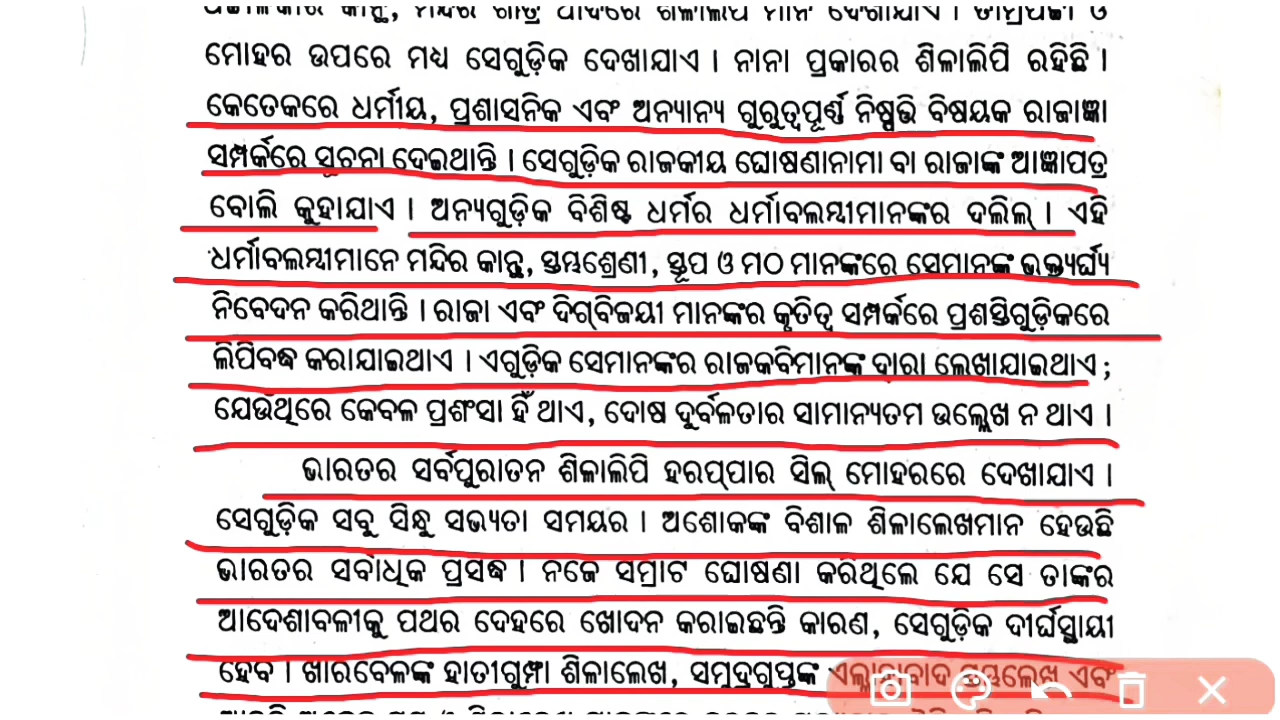 ମୋହର ଉପରେ ମଧ୍ୟ ସେଗୁଡ଼ିକ ଦେଖାଯାଏ । ନାନା ପ୍ରକାରର ଶିଳାଲିପି ରହିଛି ।
କେତେକରେ ଧର୍ମୀୟ, ପ୍ରଶାସନିକ ଏବଂ ଅନ୍ୟାନ୍ୟ ଗୁରୁତ୍ୱପୂର୍ଣ୍ଣ ନିଷ୍ପତ୍ତି ବିଷୟକ ରାଜାଜ୍ଞା
ସମ୍ପର୍କରେ ସୂଚନା ଦେଇଥାନ୍ତି । ସେଗୁଡ଼ିକ ରାଜକୀୟ ଘୋଷଣାନାମା ବା ରାଜାଙ୍କ ଆଜ୍ଞାପତ୍ର
ବୋଲି କୁହାଯାଏ । ଅନ୍ୟଗୁଡ଼ିକ ବିଶିଷ୍ଟ ଧର୍ମର ଧର୍ମାବଲମ୍ବୀମାନଙ୍କର ଦଲିଲ୍ । ଏହି
ଧର୍ମାବଲମ୍ବୀମାନେ ମନ୍ଦିର କାନ୍ଥ, ସ୍ତମ୍ଭଶ୍ରେଣୀ, ସ୍ତୂପ ଓ ମଠ ମାନଙ୍କରେ ସେମାନଙ୍କ ଭକ୍ତ୍ୟର୍ଘ୍ୟ
ନିବେଦନ କରିଥାନ୍ତି । ରାଜା ଏବଂ ଦିଗ୍‌ବିଜୟୀ ମାନଙ୍କର କୃତିତ୍ୱ ସମ୍ପର୍କରେ ପ୍ରଶସ୍ତିଗୁଡ଼ିକରେ
ଲିପିବଦ୍ଧ କରାଯାଇଥାଏ । ଏଗୁଡ଼ିକ ସେମାନଙ୍କର ରାଜକବିମାନଙ୍କ ଦ୍ୱାରା ଲେଖାଯାଇଥାଏ ;
ଯେଉଁଥିରେ କେବଳ ପ୍ରଶଂସା ହିଁ ଥାଏ, ଦୋଷ ଦୁର୍ବଳତାର ସାମାନ୍ୟତମ ଉଲ୍ଲେଖ ନ ଥାଏ ।
ଭାରତର ସର୍ବପୁରାତନ ଶିଳାଲିପି ହରପ୍‌ପାର ସିଲ୍ ମୋହରରେ ଦେଖାଯାଏ ।
ସେଗୁଡ଼ିକ ସବୁ ସିନ୍ଧୁ ସଭ୍ୟତା ସମୟର । ଅଶୋକଙ୍କ ବିଶାଳ ଶିଳାଲେଖମାନ ହେଉଛି
ଭାରତର ସର୍ବାଧିକ ପ୍ରସିଦ୍ଧ । ନିଜେ ସମ୍ରାଟ ଘୋଷଣା କରିଥିଲେ ଯେ ସେ ତାଙ୍କର
ଆଦେଶାବଳୀକୁ ପଥର ଦେହରେ ଖୋଦନ କରାଇଛନ୍ତି କାରଣ, ସେଗୁଡ଼ିକ ଦୀର୍ଘସ୍ଥାୟୀ
ହେବ । ଖାରବେଳଙ୍କ ହାତୀଗୁମ୍ଫା ଶିଳାଲେଖ, ସମୁଦ୍ରଗୁପ୍ତଙ୍କ ଏଲ୍ଲାହାବାଦ ସ୍ତମ୍ଭଲେଖ ଏବଂ